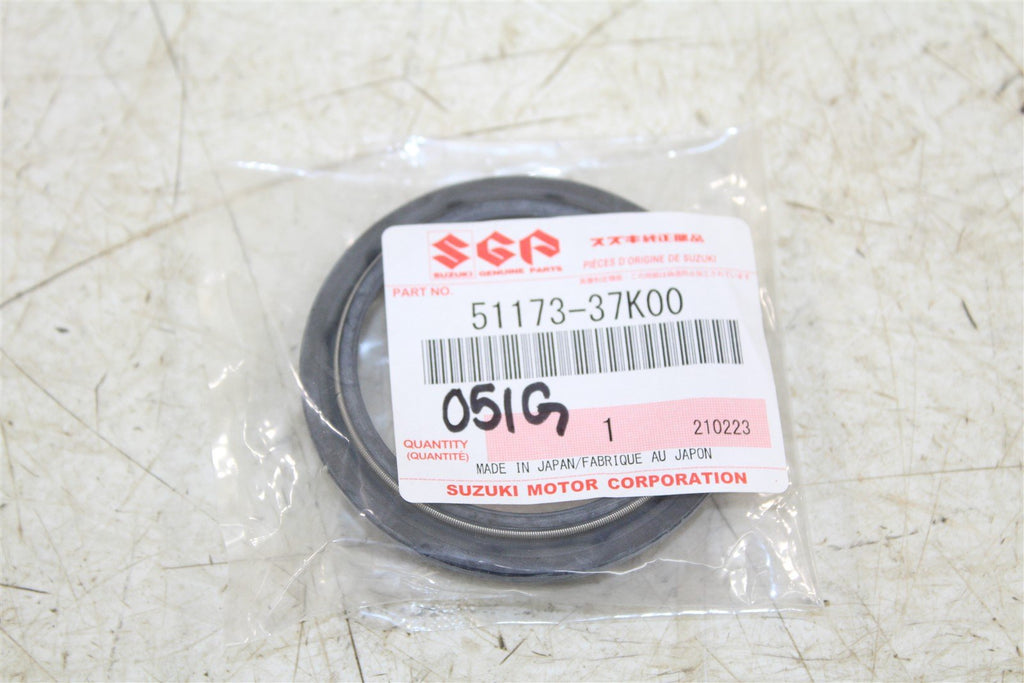 SGP
スズキ純正部品
SUZUKI GENUINE PARTS
PIÈCES D'ORIGINE DE SUZUKI
PART NO.
51173-37K00
051G
QUANTITY
(QUANTITÉ)
1
210223
MADE IN JAPAN/FABRIQUE AU JAPON
SUZUKI MOTOR CORPORATION